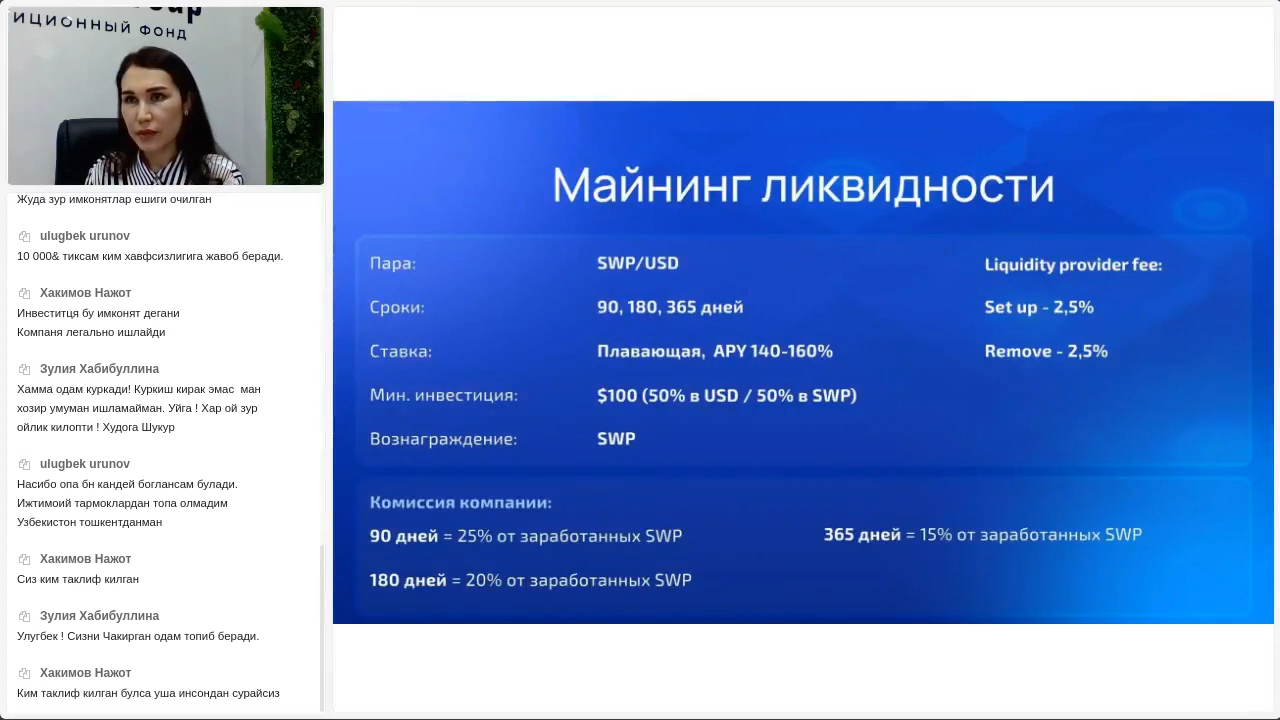 ИЦИОННЫЙ ФОНД
Жуда зур имконятлар ешиги очилган
ulugbek urunov
10 000& тиксам ким хавфсизлигига жавоб беради.
Хакимов Нажот
Инвеститця бу имконят дегани
Компаня легально ишлайди
Зулия Хабибуллина
Хамма одам куркади! Куркиш кирак эмас  ман
хозир умуман ишламайман. Уйга ! Хар ой зур
ойлик килопти ! Худога Шукур
ulugbek urunov
Насибо опа бн кандей боглансам булади.
Ижтимоий тармоклардан топа олмадим
Узбекистон тошкентданман
Хакимов Нажот
Сиз ким таклиф килган
Зулия Хабибуллина
Улугбек ! Сизни Чакирган одам топиб беради.
Хакимов Нажот
Ким таклиф килган булса уша инсондан сурайсиз
Майнинг ликвидности
Пара: SWP/USD
Сроки: 90, 180, 365 дней
Ставка: Плавающая, APY 140-160%
Мин. инвестиция: $100 (50% в USD / 50% в SWP)
Вознаграждение: SWP
Liquidity provider fee:
Set up - 2,5%
Remove - 2,5%
Комиссия компании:
90 дней = 25% от заработанных SWP
180 дней = 20% от заработанных SWP
365 дней = 15% от заработанных SWP